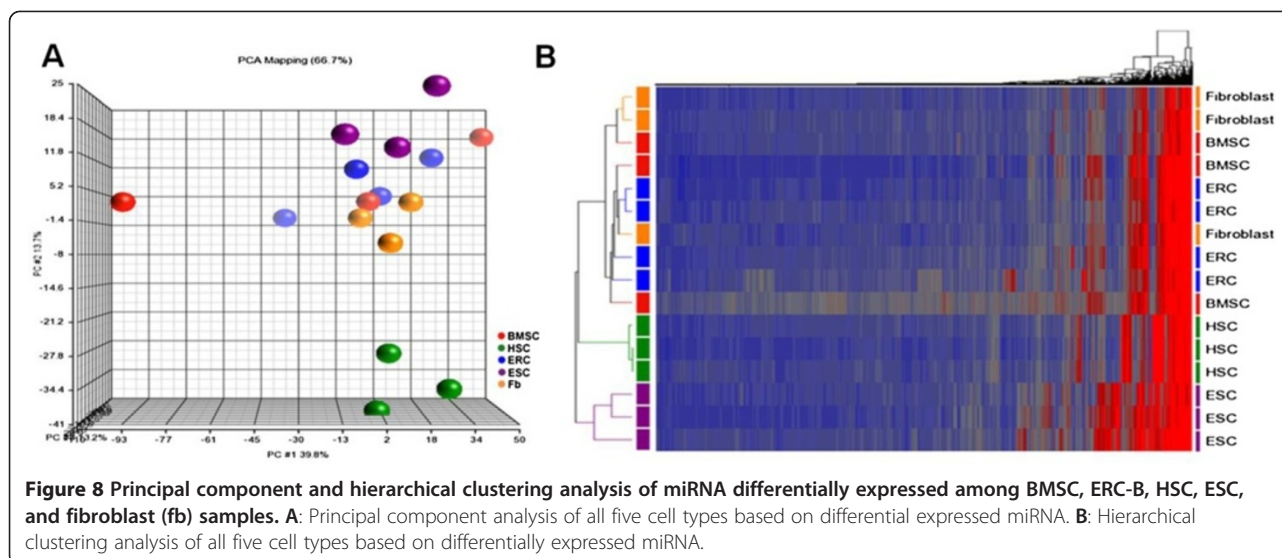 A
PCA Mapping (66.7%)
25
18.4
11.8
5.2
-1.4
-8
-14.6
-21.2
-27.8
-34.4
-41
PC #2 13.7%
-93
-77
-61
-45
-30
-13
2
18
34
50
PC #1 39.8%
BMSC
HSC
ERC
ESC
Fb
B
Fibroblast
Fibroblast
BMSC
BMSC
ERC
ERC
Fibroblast
ERC
ERC
BMSC
HSC
HSC
HSC
ESC
ESC
ESC
Figure 8 Principal component and hierarchical clustering analysis of miRNA differentially expressed among BMSC, ERC-B, HSC, ESC,
and fibroblast (fb) samples. A: Principal component analysis of all five cell types based on differential expressed miRNA. B: Hierarchical
clustering analysis of all five cell types based on differentially expressed miRNA.